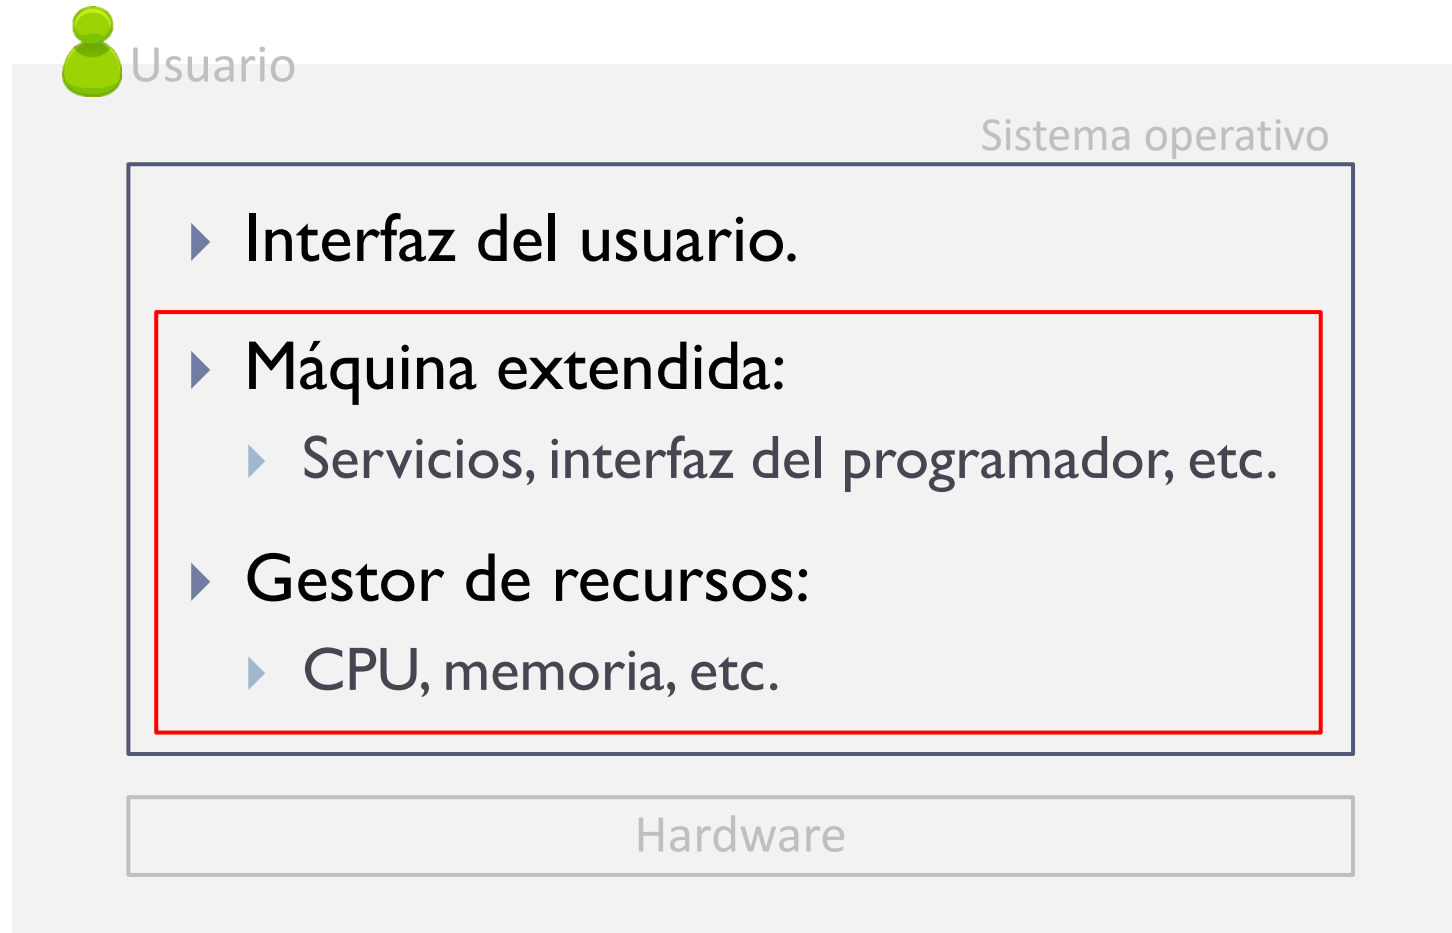 Usuario
Sistema operativo
Interfaz del usuario.
Máquina extendida:
Servicios, interfaz del programador, etc.
Gestor de recursos:
CPU, memoria, etc.
Hardware